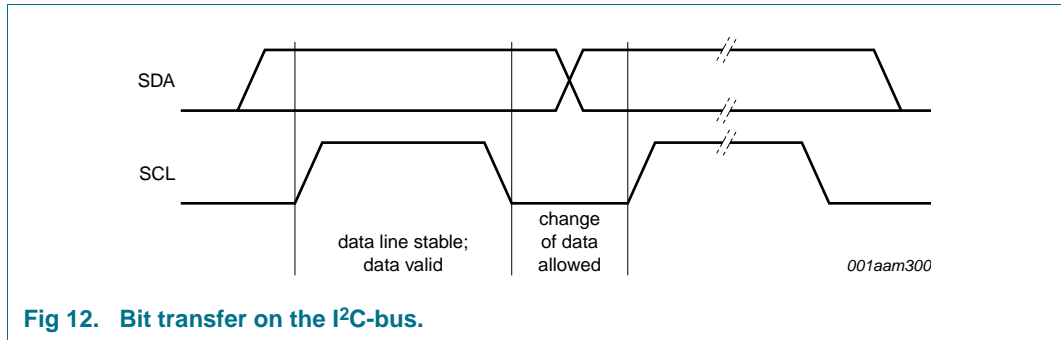 SDA
SCL
data line stable;
data valid
change
of data
allowed
001aam300
Fig 12. Bit transfer on the I²C-bus.